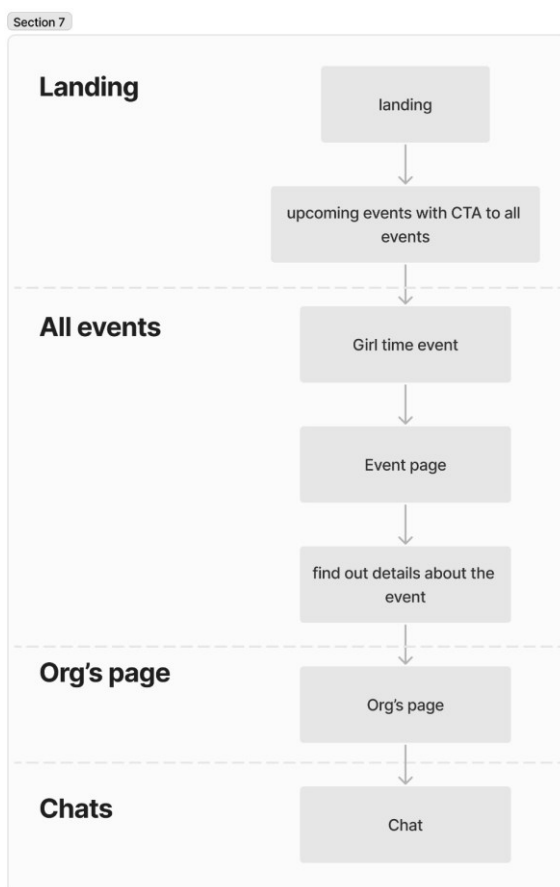 Section 7
Landing
landing
upcoming events with CTA to all
events
All events
Girl time event
Event page
find out details about the
event
Org’s page
Org’s page
Chats
Chat